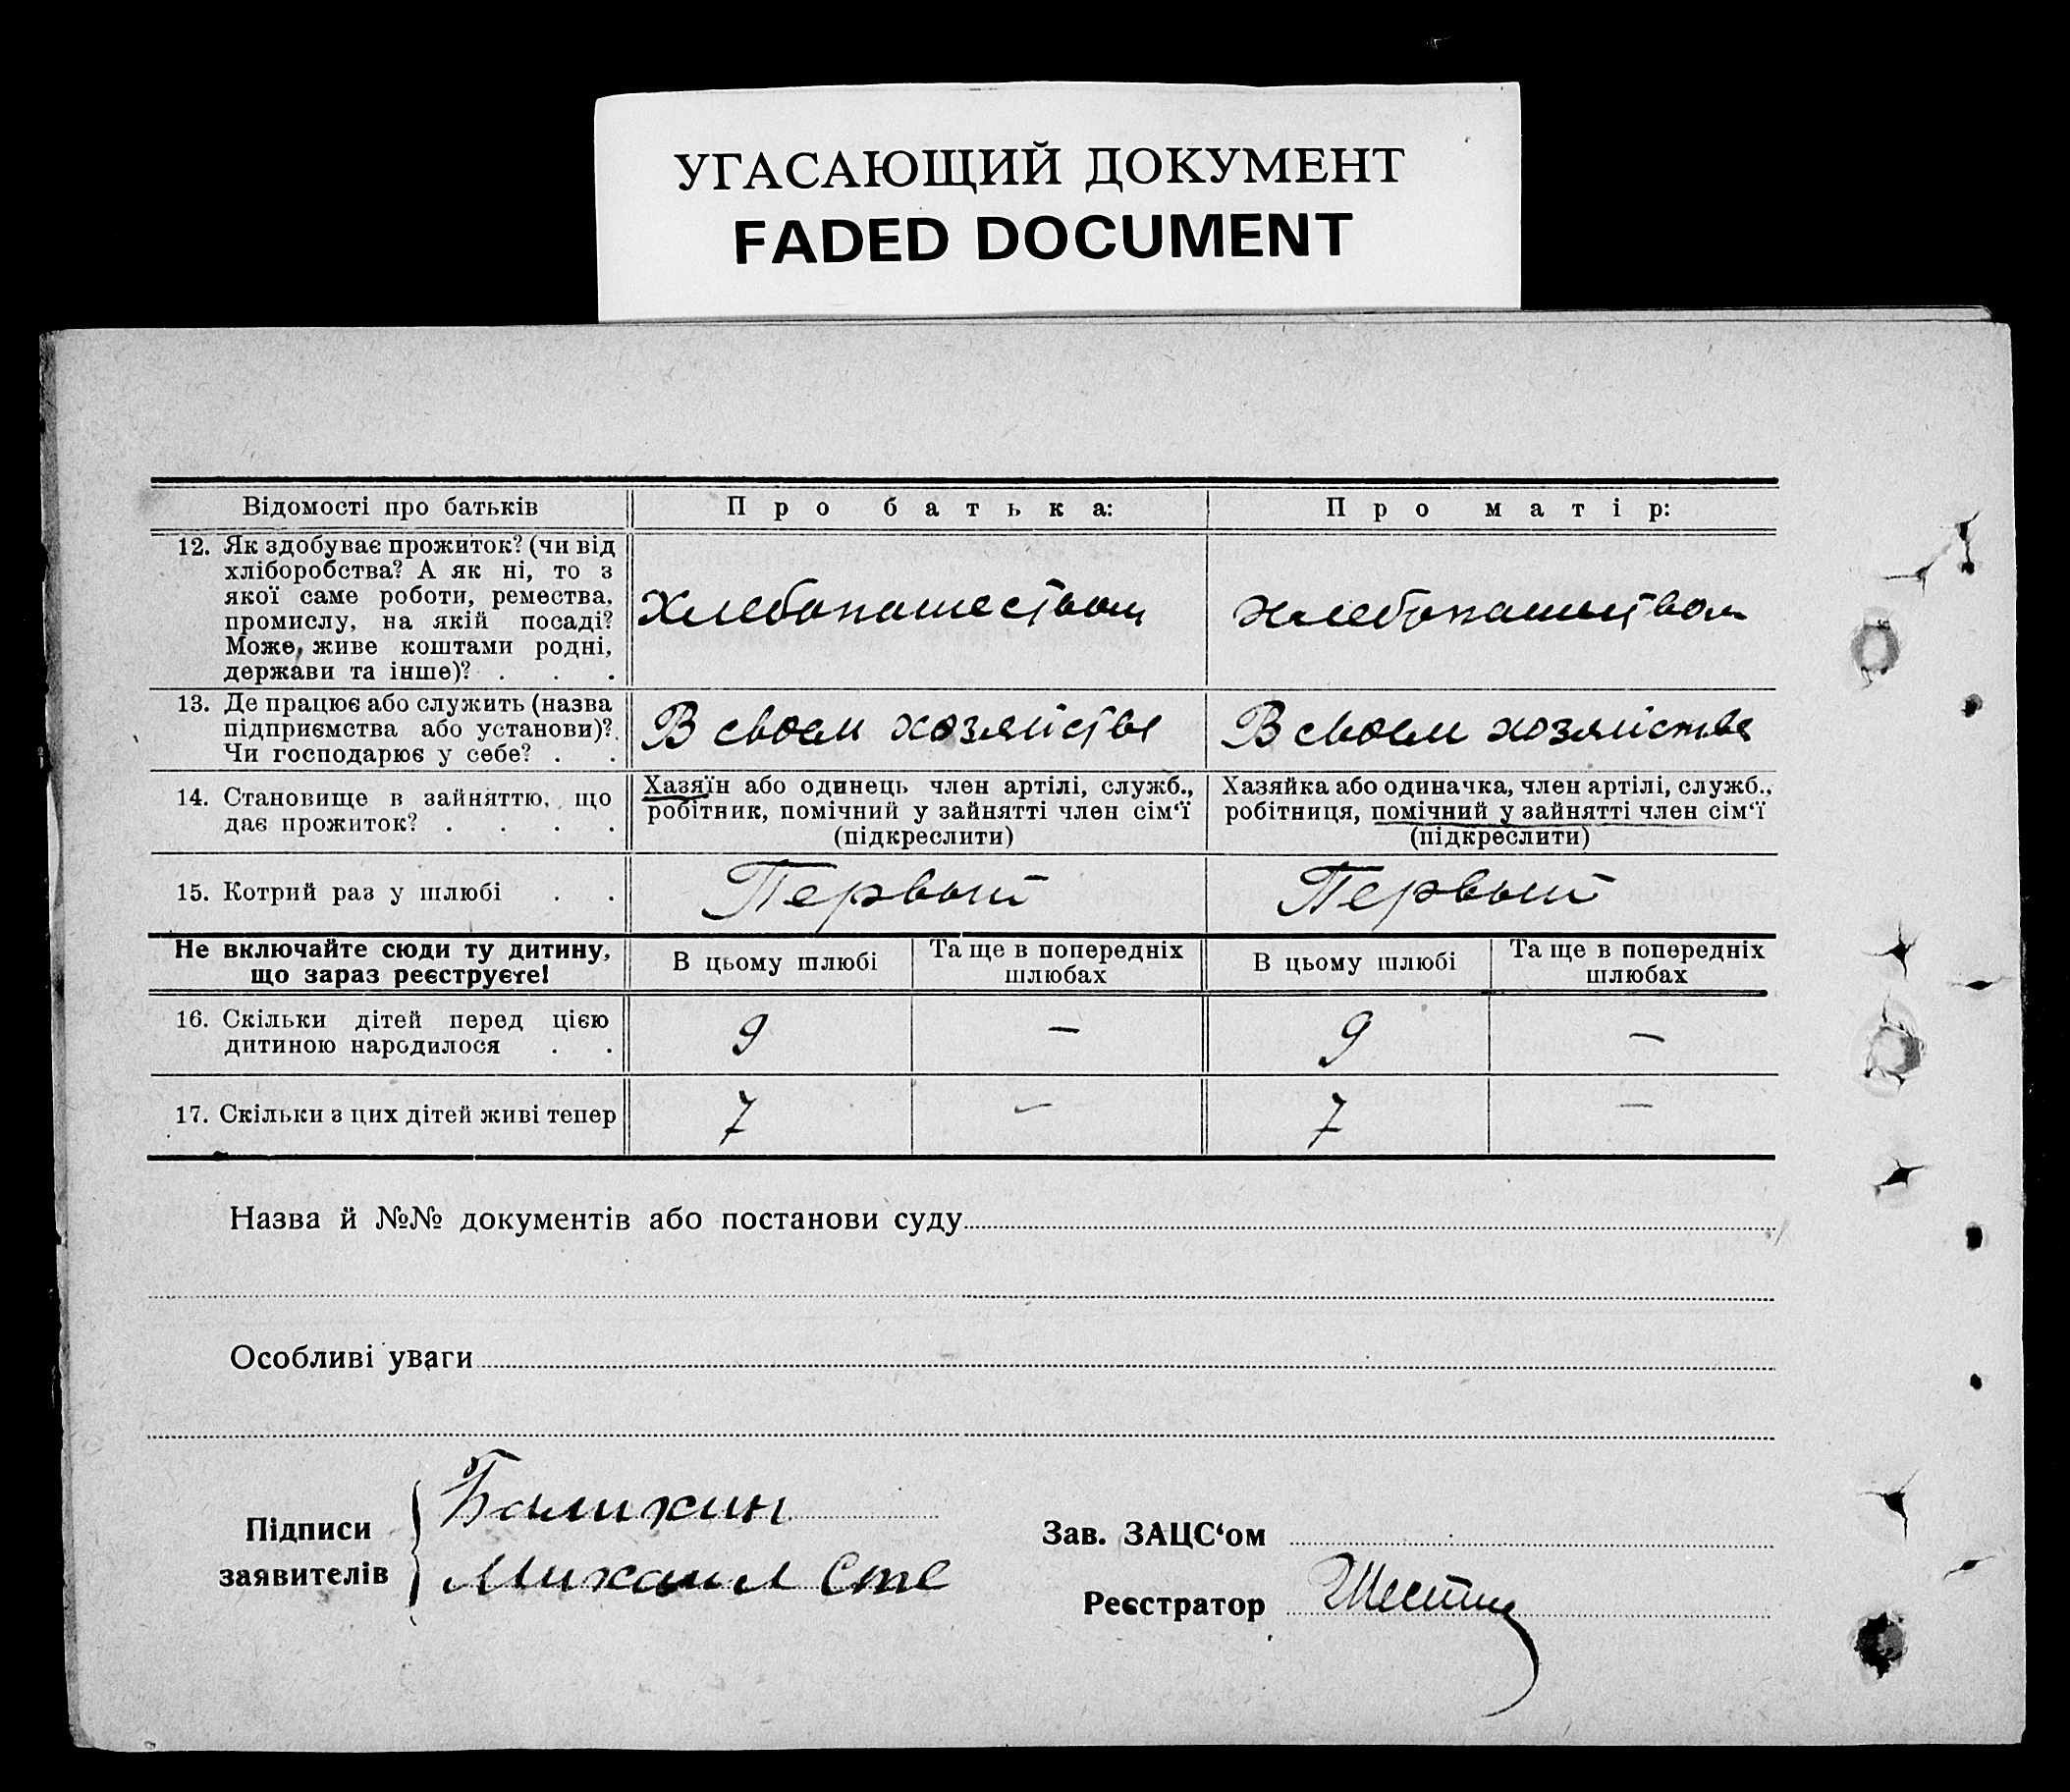 УГАСАЮЩИЙ ДОКУМЕНТ
FADED DOCUMENT
Відомості про батьків
Про батька:
Про матір:
12. Як здобуває прожиток? (чи від
хліборобства? А як ні, то з
якої саме роботи, ремества,
промислу, на якій посаді?
Може, живе коштами родні,
держави та інше)? . . .
Хлебопашеством
Хлебопашеством
13. Де працює або служить (назва
підприємства або установи)?
Чи господарює у себе? . .
В своем хозяйстве
В своем хозяйстве
14. Становище в зайняттю, що
дає прожиток? . . . .
Хазяїн або одинець член артілі, служб.,
робітник, помічний у зайнятті член сім‘ї
(підкреслити)
Хазяйка або одиначка, член артілі, служб.,
робітниця, помічний у зайнятті член сім‘ї
(підкреслити)
15. Котрий раз у шлюбі . .
Первый
Первый
Не включайте сюди ту дитину,
що зараз реєструєте!
В цьому шлюбі
Та ще в попередніх
шлюбах
В цьому шлюбі
Та ще в попередніх
шлюбах
16. Скільки дітей перед цією
дитиною народилося . .
9
—
9
—
17. Скільки з цих дітей живі тепер
7
—
7
—
Назва й №№ документів або постанови суду
Особливі уваги
Підписи
заявителів
Балихин
Михаил Сте
Зав. ЗАЦС‘ом
Реєстратор